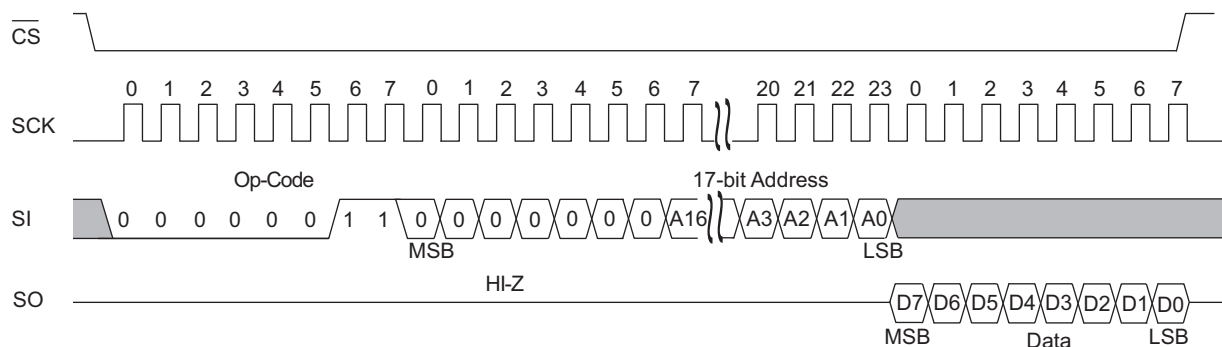 CS
0 1 2 3 4 5 6 7 0 1 2 3 4 5 6 7 20 21 22 23 0 1 2 3 4 5 6 7
SCK
Op-Code 17-bit Address
SI 0 0 0 0 0 0 1 1 0 0 0 0 0 0 0 A16 A3 A2 A1 A0
MSB LSB
HI-Z
SO D7 D6 D5 D4 D3 D2 D1 D0
MSB Data LSB